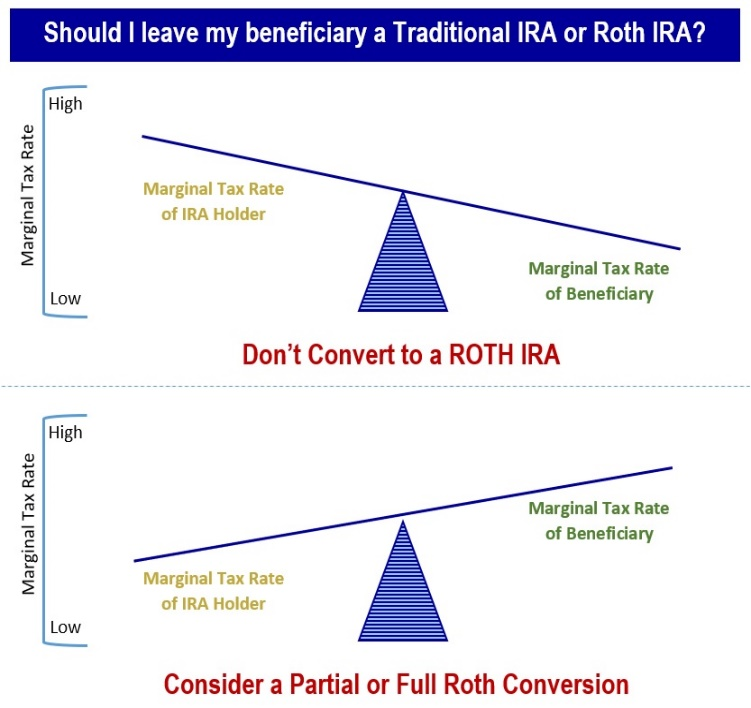 Should I leave my beneficiary a Traditional IRA or Roth IRA?
High
Marginal Tax Rate
Low
Marginal Tax Rate
of IRA Holder
Marginal Tax Rate
of Beneficiary
Don’t Convert to a ROTH IRA
High
Marginal Tax Rate
Low
Marginal Tax Rate
of Beneficiary
Marginal Tax Rate
of IRA Holder
Consider a Partial or Full Roth Conversion